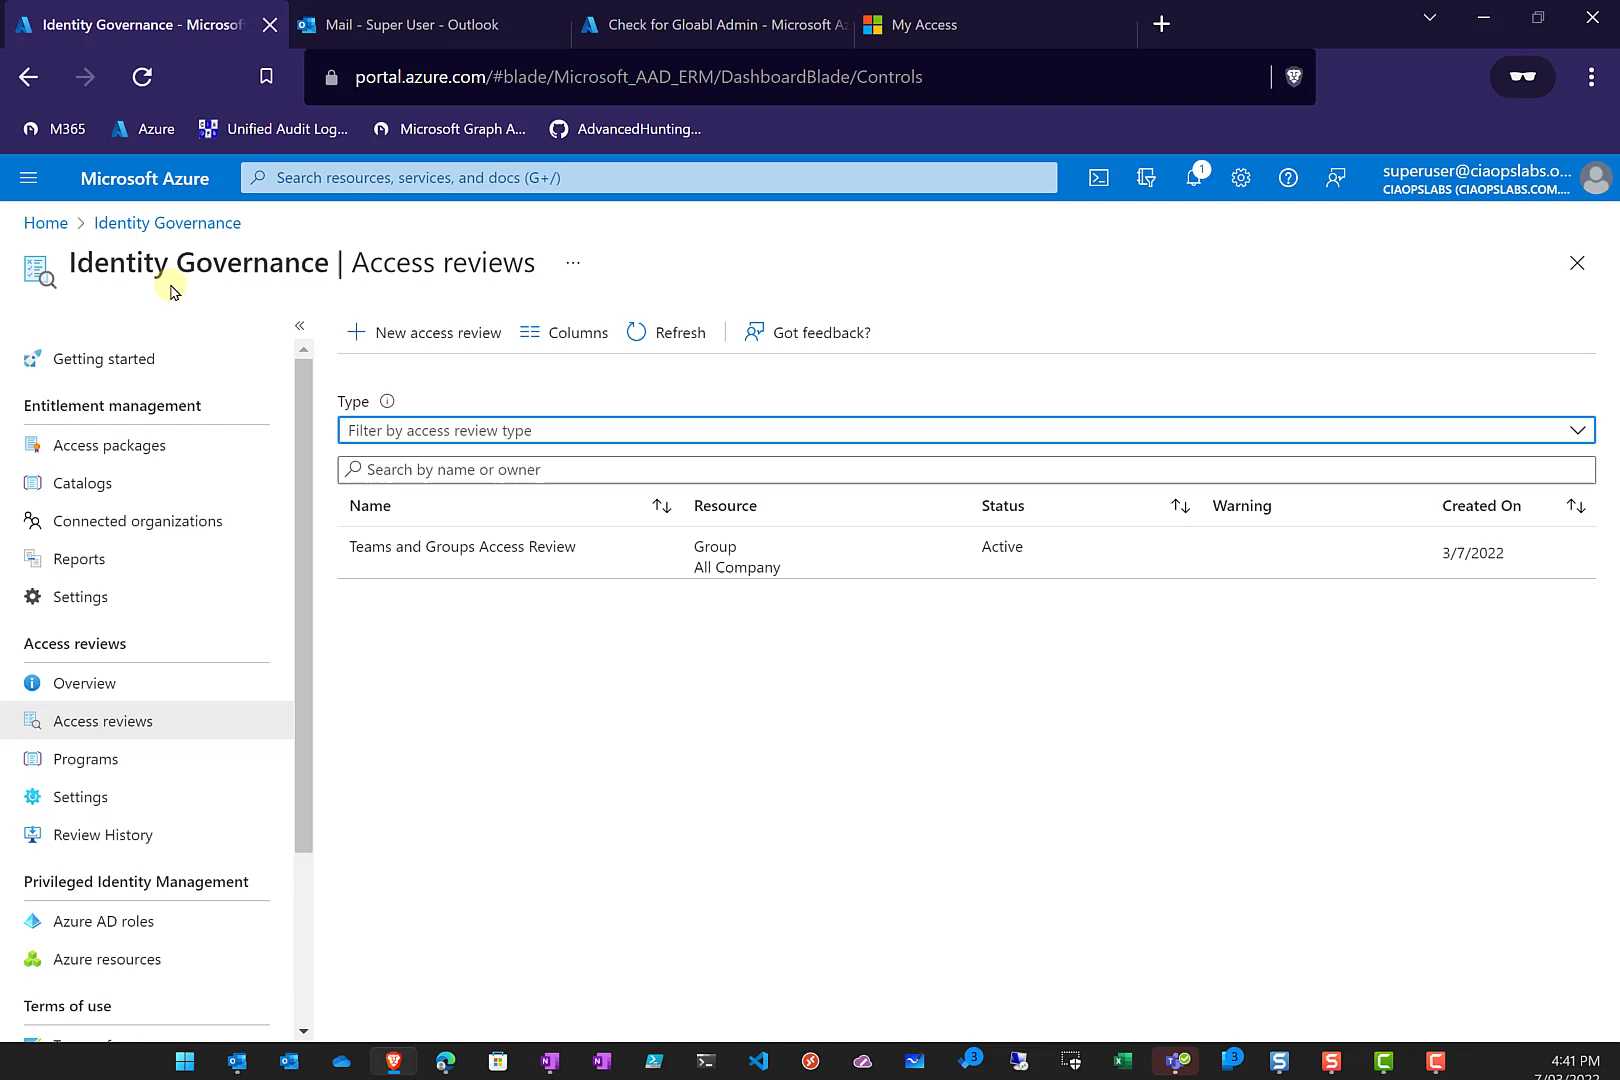 Identity Governance - Microsoft
Mail - Super User - Outlook
Check for Gloabl Admin - Microsoft Az
My Access
portal.azure.com/#blade/Microsoft_AAD_ERM/DashboardBlade/Controls
M365
Azure
Unified Audit Log...
Microsoft Graph A...
AdvancedHunting...
Microsoft Azure
Search resources, services, and docs (G+/)
1
superuser@ciaopslabs.o...
CIAOPSLABS (CIAOPSLABS.COM....
Home > Identity Governance
Identity Governance | Access reviews
...
«
New access review
Columns
Refresh
Got feedback?
Getting started
Entitlement management
Access packages
Catalogs
Connected organizations
Reports
Settings
Access reviews
Overview
Access reviews
Programs
Settings
Review History
Privileged Identity Management
Azure AD roles
Azure resources
Terms of use
Type
Filter by access review type
Search by name or owner
Name
Resource
Status
Warning
Created On
Teams and Groups Access Review
Group
All Company
Active
3/7/2022
3
3
4:41 PM
7/03/2022